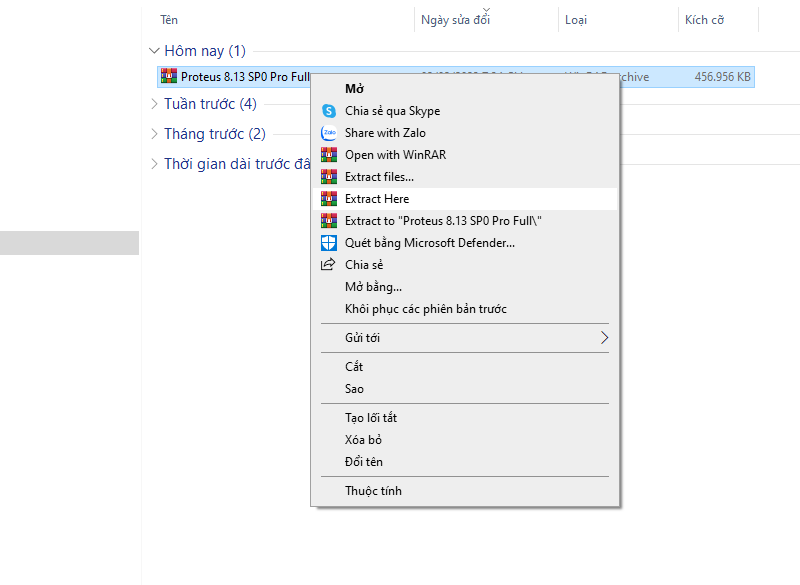 Tên Ngày sửa đổi Loại Kích cỡ
Hôm nay (1)
Proteus 8.13 SP0 Pro Full 456.956 KB
Tuần trước (4)
Tháng trước (2)
Thời gian dài trước đâ
Mở
Chia sẻ qua Skype
Share with Zalo
Open with WinRAR
Extract files...
Extract Here
Extract to "Proteus 8.13 SP0 Pro Full\"
Quét bằng Microsoft Defender...
Chia sẻ
Mở bằng...
Khôi phục các phiên bản trước
Gửi tới
Cắt
Sao
Tạo lối tắt
Xóa bỏ
Đổi tên
Thuộc tính